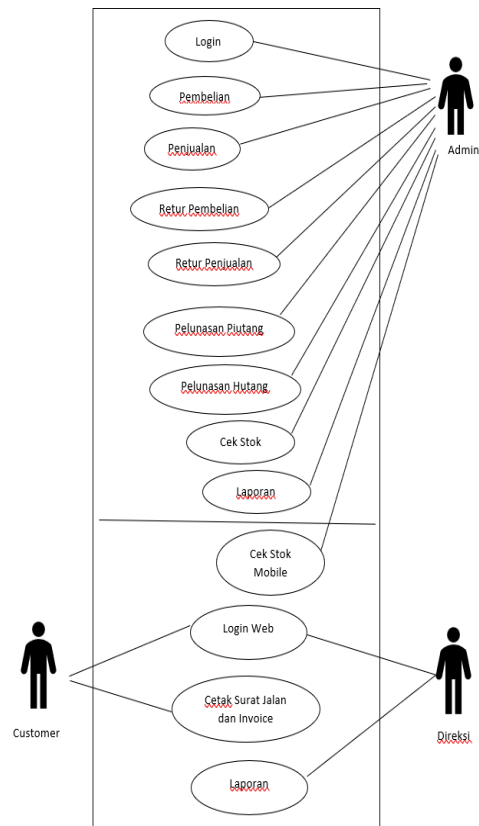 Login
Pembelian
Admin
Penjualan
Retur Pembelian
Retur Penjualan
Pelunasan Piutang
Pelunasan Hutang
Cek Stok
Laporan
Cek Stok
Mobile
Login Web
Customer
Cetak Surat Jalan
dan Invoice
Direksi
Laporan